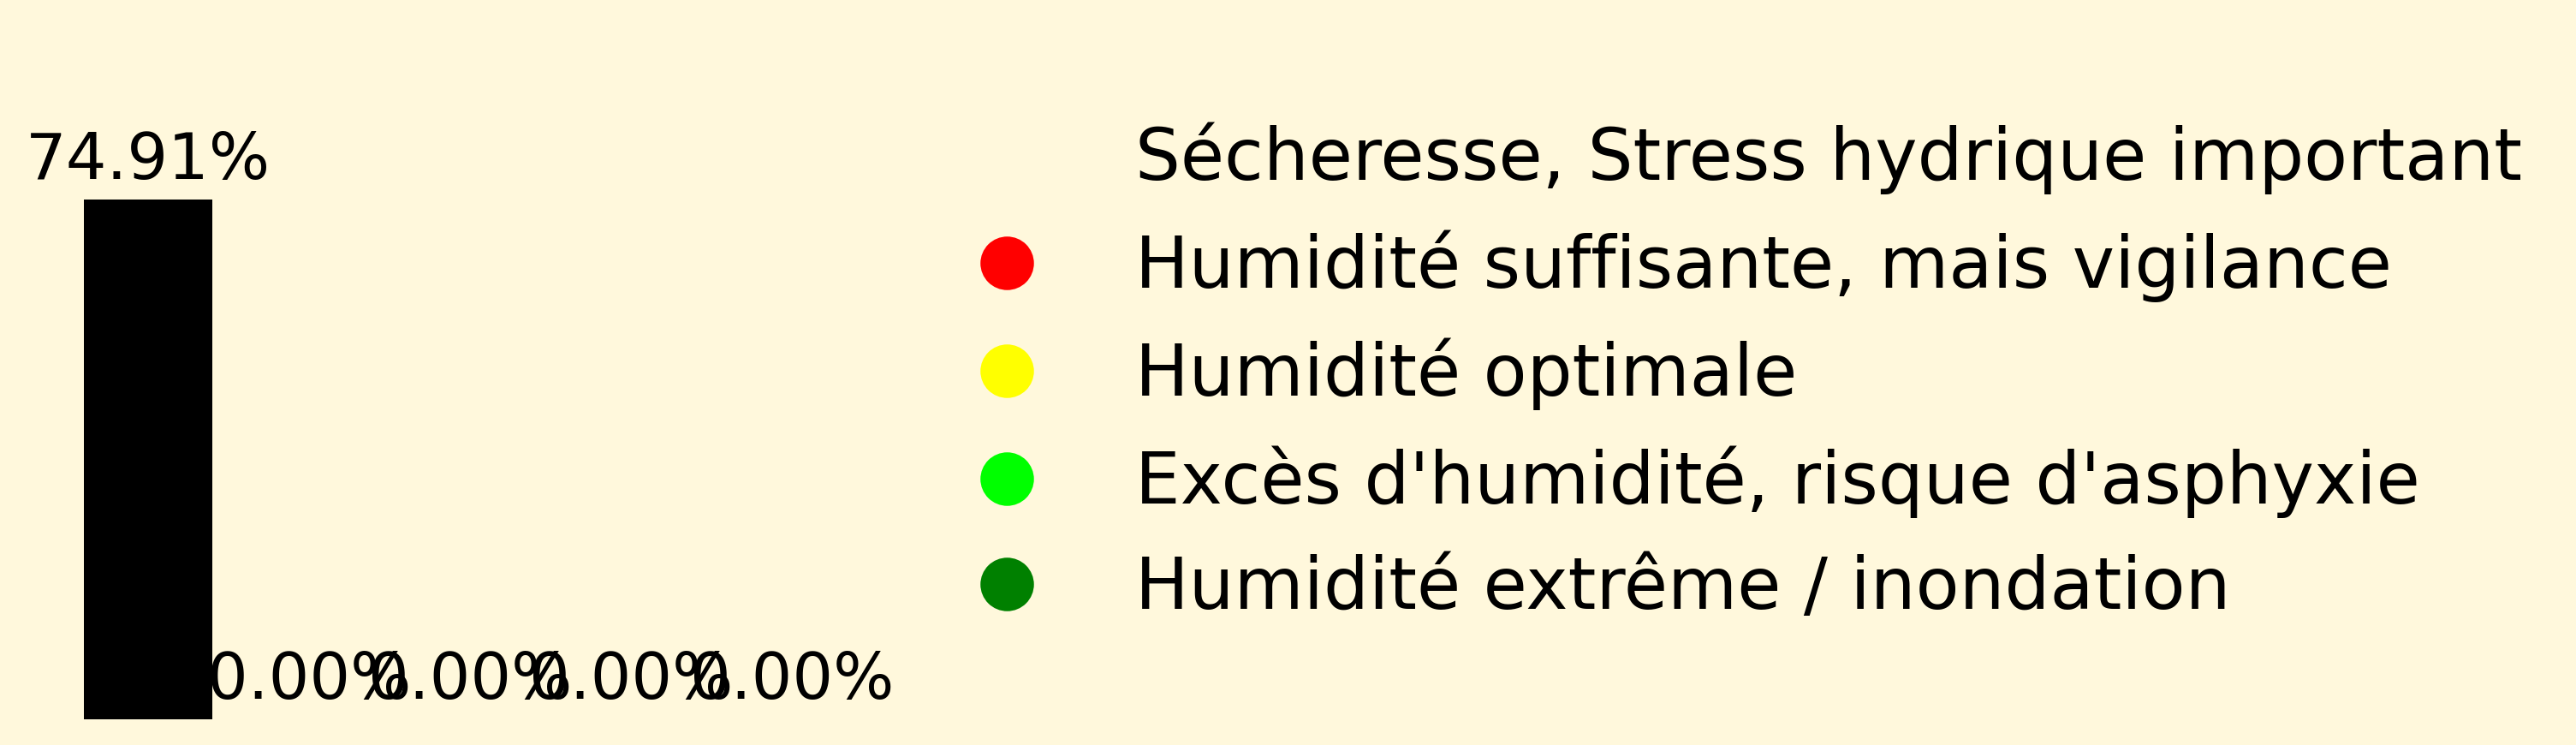 74.91%
Sécheresse, Stress hydrique important
Humidité suffisante, mais vigilance
Humidité optimale
Excès d'humidité, risque d'asphyxie
Humidité extrême / inondation
0.00% 0.00% 0.00% 0.00%